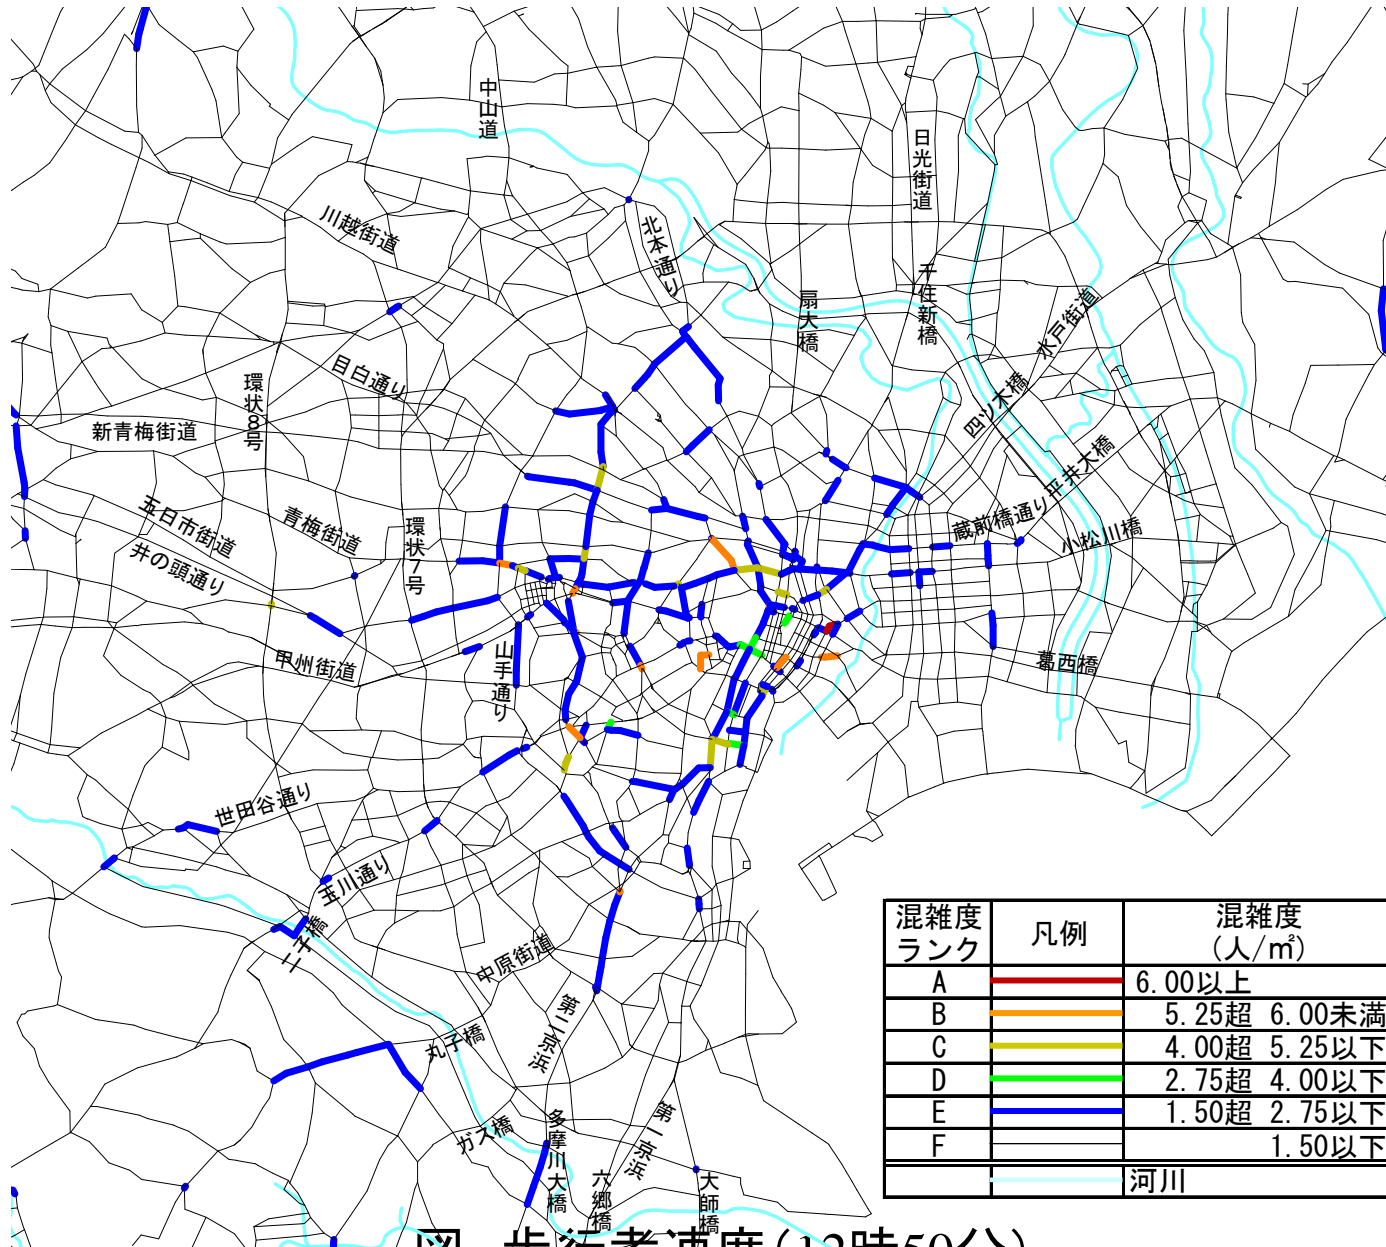 中山道
日光街道
川越街道
北本通り
千住新橋
扇大橋
水戸街道
目白通り
環状8号
四ツ木橋
新青梅街道
平井大橋
五日市街道
青梅街道
環状7号
蔵前橋通り
小松川橋
井の頭通り
甲州街道
山手通り
葛西橋
世田谷通り
玉川通り
二子橋
中原街道
第二京浜
丸子橋
ガス橋
多摩川大橋
第一京浜
六郷橋
大師橋
混雑度ランク 凡例 混雑度(人/㎡)
A 6.00以上
B 5.25超 6.00未満
C 4.00超 5.25以下
D 2.75超 4.00以下
E 1.50超 2.75以下
F 1.50以下
河川